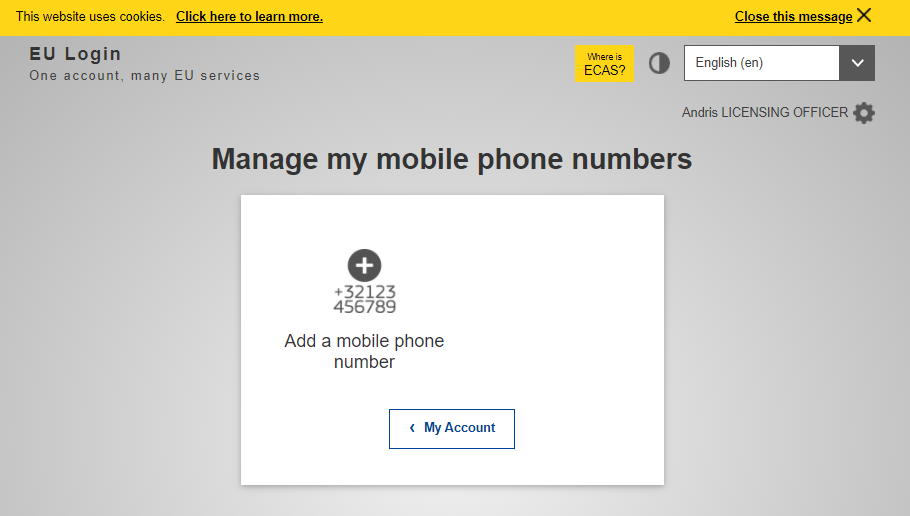 This website uses cookies. Click here to learn more. Close this message
EU Login
One account, many EU services
Where is
ECAS?
English (en)
Andris LICENSING OFFICER
Manage my mobile phone numbers
+32123
456789
Add a mobile phone
number
My Account